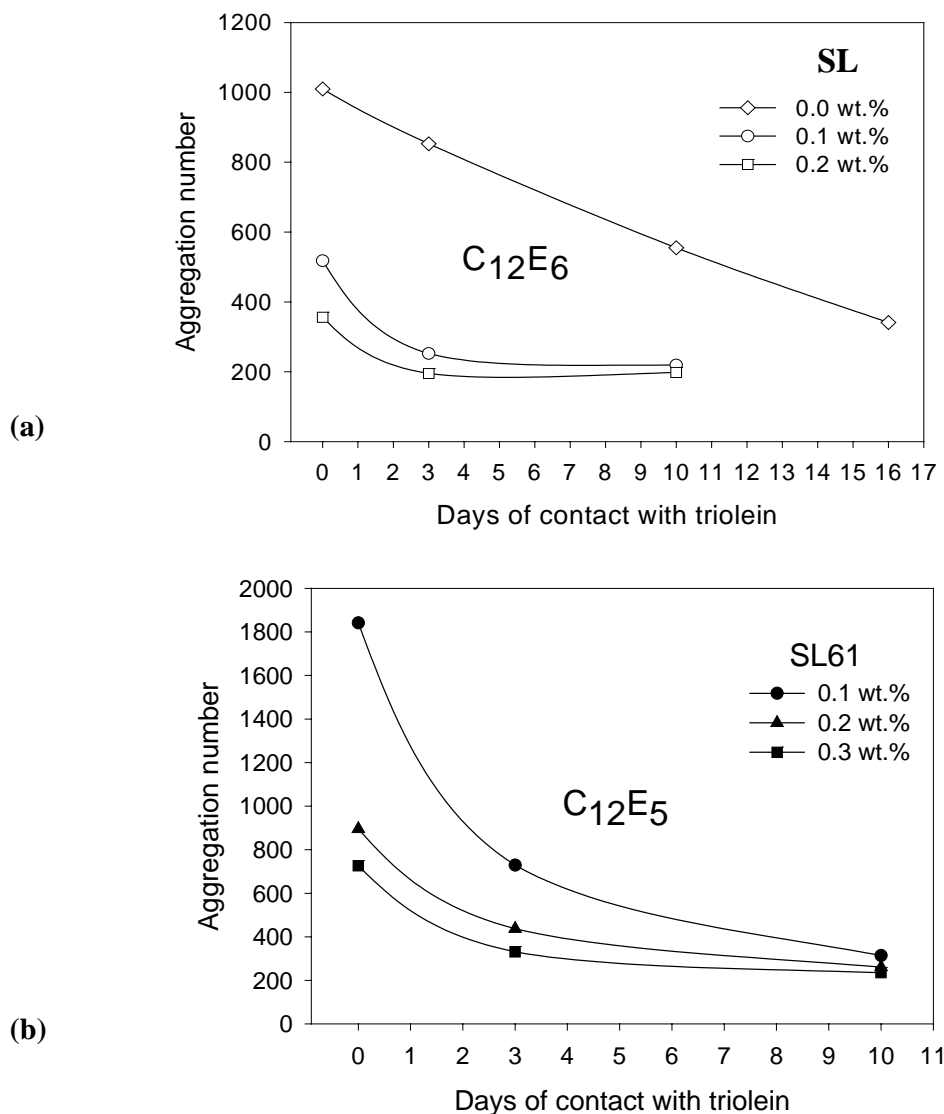 (a)
1200
1000
800
600
400
200
0
Aggregation number
SL
0.0 wt.%
0.1 wt.%
0.2 wt.%
C12E6
0 1 2 3 4 5 6 7 8 9 10 11 12 13 14 15 16 17
Days of contact with triolein
(b)
2000
1800
1600
1400
1200
1000
800
600
400
200
0
Aggregation number
SL61
0.1 wt.%
0.2 wt.%
0.3 wt.%
C12E5
0 1 2 3 4 5 6 7 8 9 10 11
Days of contact with triolein